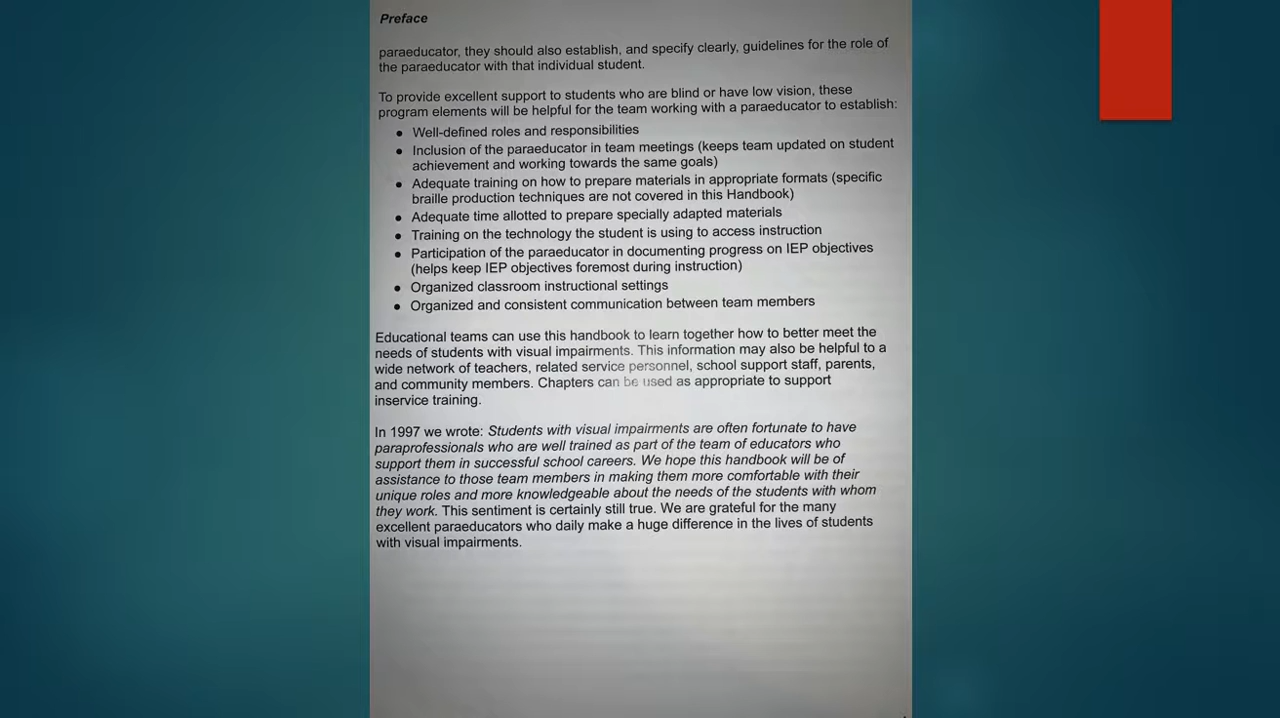 Preface
paraeducator, they should also establish, and specify clearly, guidelines for the role of
the paraeducator with that individual student.
To provide excellent support to students who are blind or have low vision, these
program elements will be helpful for the team working with a paraeducator to establish:
● Well-defined roles and responsibilities
● Inclusion of the paraeducator in team meetings (keeps team updated on student
achievement and working towards the same goals)
● Adequate training on how to prepare materials in appropriate formats (specific
braille production techniques are not covered in this Handbook)
● Adequate time allotted to prepare specially adapted materials
● Training on the technology the student is using to access instruction
● Participation of the paraeducator in documenting progress on IEP objectives
(helps keep IEP objectives foremost during instruction)
● Organized classroom instructional settings
● Organized and consistent communication between team members
Educational teams can use this handbook to learn together how to better meet the
needs of students with visual impairments. This information may also be helpful to a
wide network of teachers, related service personnel, school support staff, parents,
and community members. Chapters can be used as appropriate to support
inservice training.
In 1997 we wrote: Students with visual impairments are often fortunate to have
paraprofessionals who are well trained as part of the team of educators who
support them in successful school careers. We hope this handbook will be of
assistance to those team members in making them more comfortable with their
unique roles and more knowledgeable about the needs of the students with whom
they work. This sentiment is certainly still true. We are grateful for the many
excellent paraeducators who daily make a huge difference in the lives of students
with visual impairments.